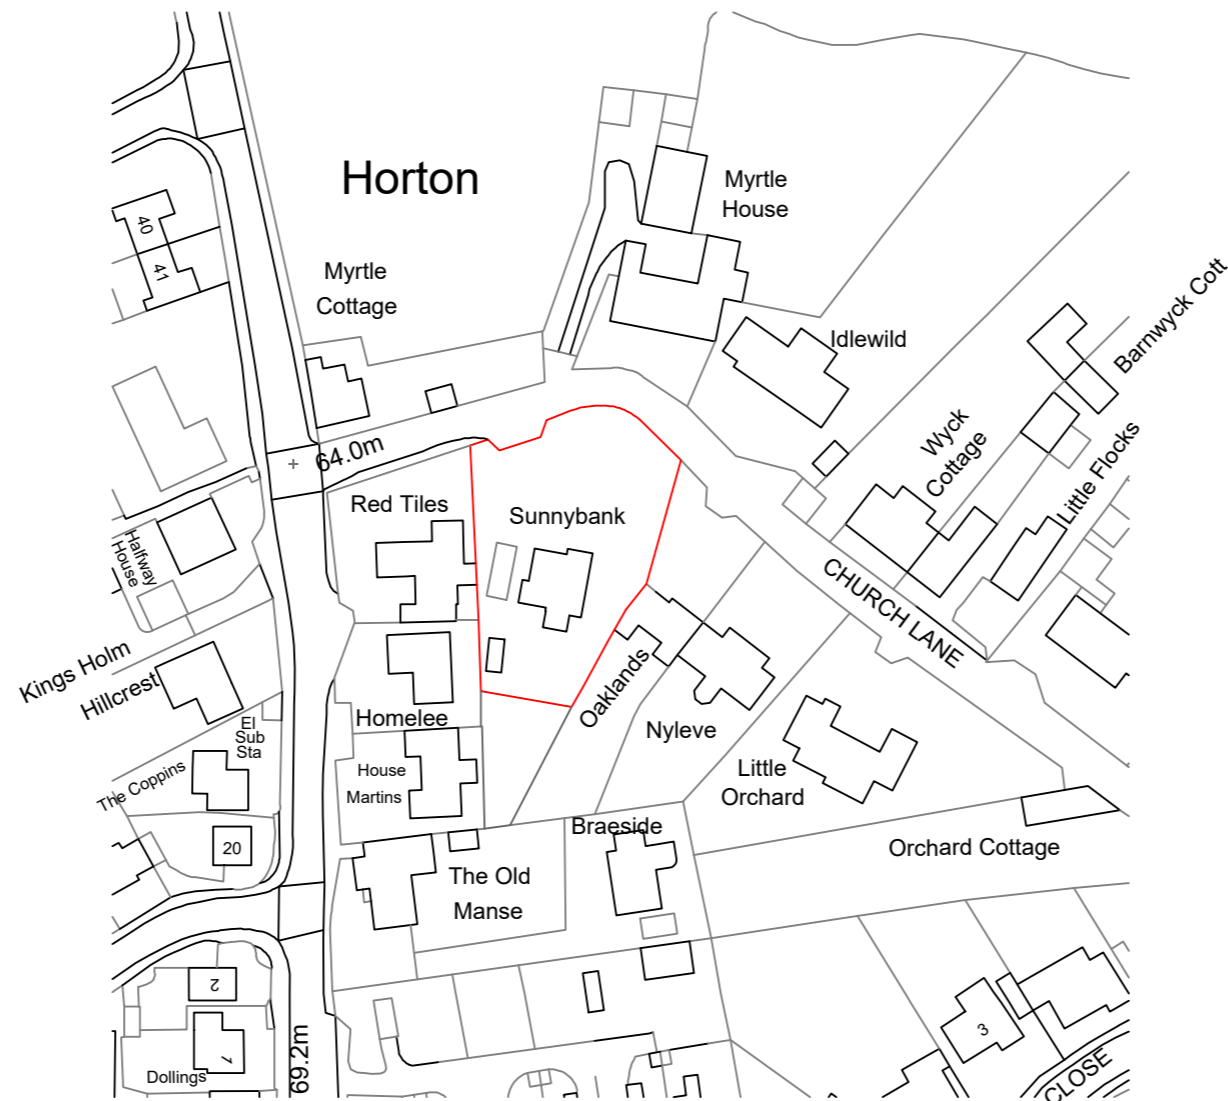 Horton
Myrtle
House
40
41
Myrtle
Cottage
Idlewild
Barnwyck Cott
Wyck
Cottage
Little Flocks
64.0m
Red Tiles
Sunnybank
Halfway
House
CHURCH LANE
Kings Holm
Hillcrest
Oaklands
Homelee
Nyleve
El
Sub
Sta
House
Martins
The Coppins
Little
Orchard
Braeside
20
Orchard Cottage
The Old
Manse
2
3
1
69.2m
Dollings
CLOSE